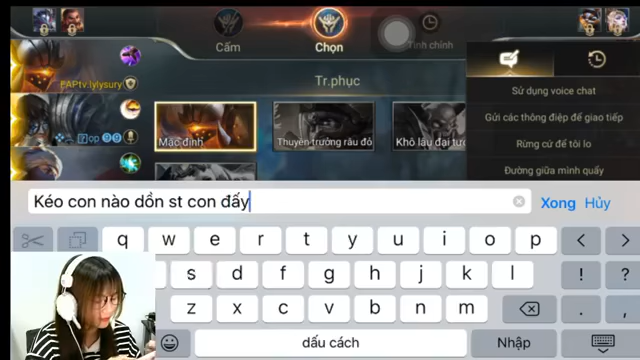 Cấm
Chọn
Tinh chỉnh
Tr.phục
FAPtv.lylysury
Mặc định
Thuyền trưởng râu đỏ
Khô lâu đại tướ
Sử dụng voice chat
Gửi các thông điệp để giao tiếp
Rừng cứ để tôi lo
Đường giữa mình quẩy
Kéo con nào dồn st con đấy
Xong
Hủy
q w e r t y u i o p < >
s d f g h j k l ! ?
z x c v b n m . ,
dấu cách
Nhập